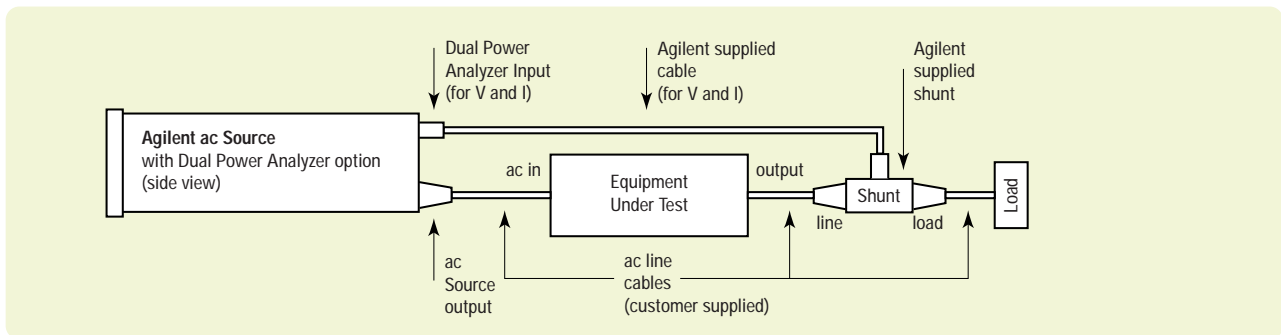 Dual Power
Analyzer Input
(for V and I)
Agilent supplied
cable
(for V and I)
Agilent
supplied
shunt
Agilent ac Source
with Dual Power Analyzer option
(side view)
ac in
Equipment
Under Test
output
Shunt
line
load
Load
ac
Source
output
ac line
cables
(customer supplied)